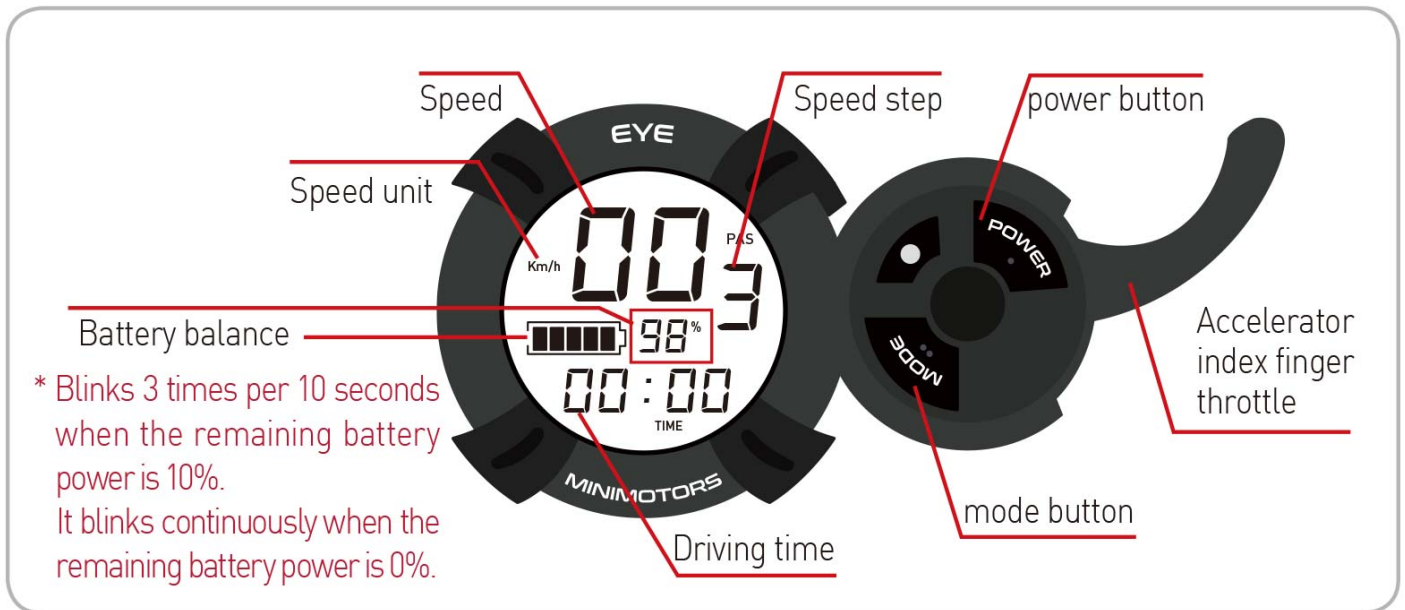 Speed
Speed step
power button
EYE
Speed unit
00
PAS
POWER
Km/h
3
Battery balance
98%
Accelerator
index finger
throttle
MODE
* Blinks 3 times per 10 seconds
when the remaining battery
power is 10%.
It blinks continuously when the
remaining battery power is 0%.
00:00
TIME
MINIMOTORS
mode button
Driving time